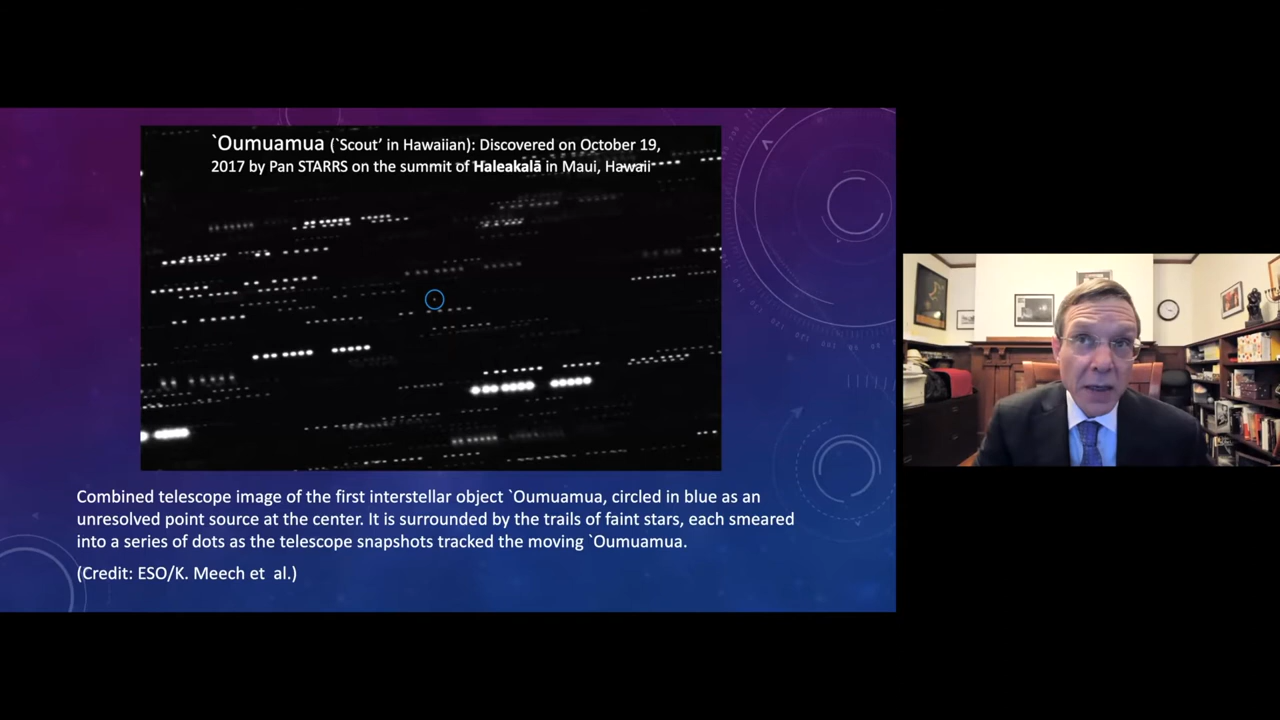 `Oumuamua (`Scout' in Hawaiian): Discovered on October 19,
2017 by Pan STARRS on the summit of Haleakalā in Maui, Hawaii
Combined telescope image of the first interstellar object `Oumuamua, circled in blue as an
unresolved point source at the center. It is surrounded by the trails of faint stars, each smeared
into a series of dots as the telescope snapshots tracked the moving `Oumuamua.
(Credit: ESO/K. Meech et al.)